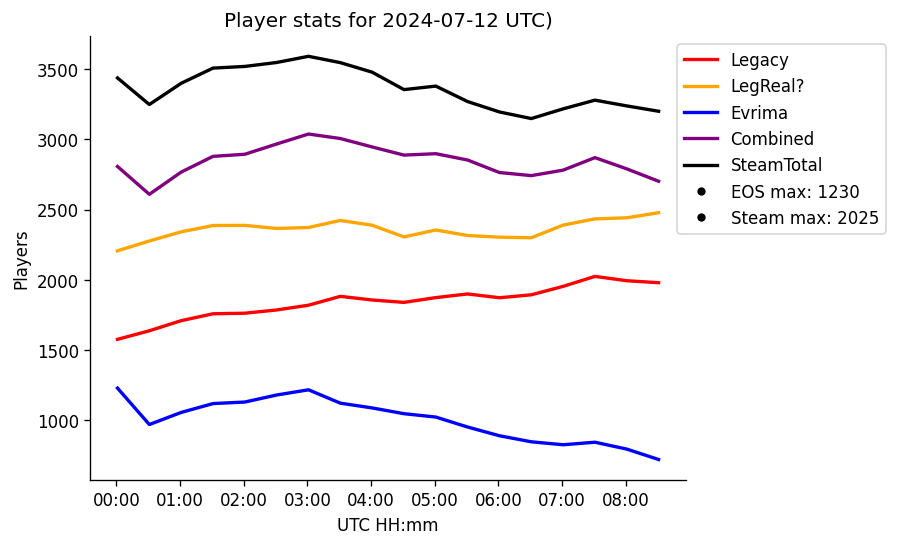 Player stats for 2024-07-12 UTC)
3500
3000
2500
2000
1500
1000
Players
00:00 01:00 02:00 03:00 04:00 05:00 06:00 07:00 08:00
UTC HH:mm
Legacy
LegReal?
Evrima
Combined
SteamTotal
EOS max: 1230
Steam max: 2025